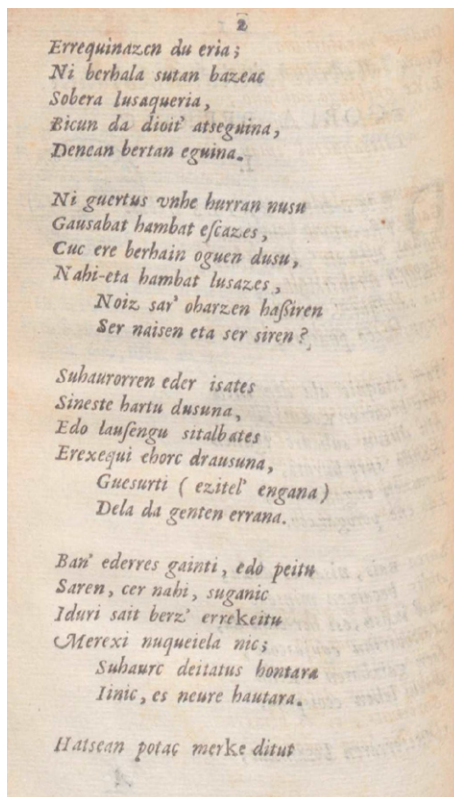 2
Errequinazen du eria;
Ni berhala sutan bazeac
Sobera lusaqueria,
Bicun da dioit' atseguina,
Denean bertan eguina.
Ni guertus vnhe hurran nusu
Gausabat hambat eſcazes,
Cuc ere berhain oguen dusu,
Nahi-eta hambat lusazes,
Noiz sar' oharzen haßiren
Ser naisen eta ser siren?
Suhaurorren eder isates
Sineste hartu dusuna,
Edo lauſengu sitalbates
Erexequi ehorc drausuna,
Guesurti ( ezitel' engana )
Dela da genten errana.
Ban' ederres gainti, edo peitu
Saren, cer nahi, suganic
Iduri sait berz' errekeitu
Merexi nuqueiela nic;
Suhaurc deitatus hontara
Iinic, es neure hautara.
Hatsean potac merke ditut